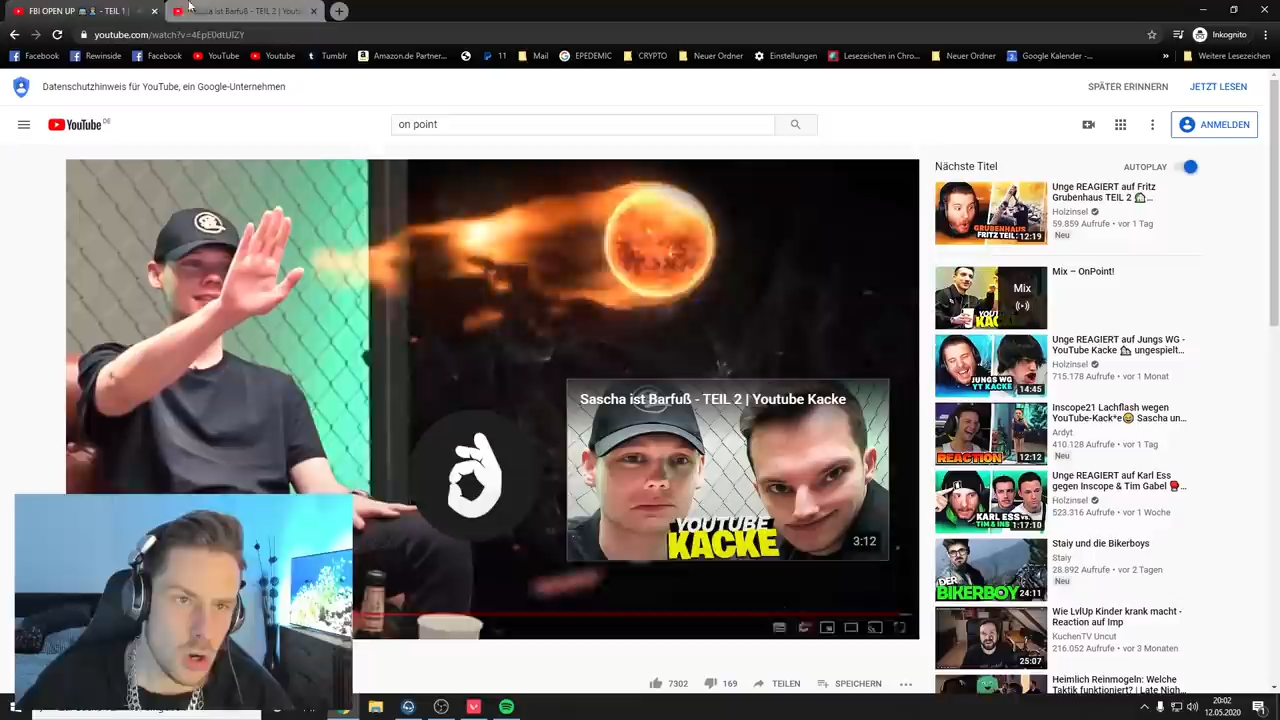 FBI OPEN UP - TEIL 1 |
ist Barfuß - TEIL 2 | Yout
youtube.com/watch?v=4EpE0dtUIZY
Inkognito
Facebook
Rewinside
Facebook
YouTube
Youtube
Tumblr
Amazon.de Partner...
11
Mail
EPEDEMIC
CRYPTO
Neuer Ordner
Einstellungen
Lesezeichen in Chro...
Neuer Ordner
Google Kalender -...
»
Weitere Lesezeichen
Datenschutzhinweis für YouTube, ein Google-Unternehmen
SPÄTER ERINNERN
JETZT LESEN
YouTube DE
on point
ANMELDEN
Sascha ist Barfuß - TEIL 2 | Youtube Kacke
YOUTUBE
KACKE
3:12
7302
169
TEILEN
SPEICHERN
Nächste Titel
AUTOPLAY
GRUBENHAUS
FRITZ TEIL
12:19
Unge REAGIERT auf Fritz
Grubenhaus TEIL 2
Holzinsel
59.859 Aufrufe • vor 1 Tag
Neu
Mix
Mix – OnPoint!
JUNGS WG
YT KACKE
14:45
Unge REAGIERT auf Jungs WG -
YouTube Kacke ungespielt...
Holzinsel
715.178 Aufrufe • vor 1 Monat
REACTION
12:12
Inscope21 Lachflash wegen
YouTube-Kack*e Sascha un...
Ardyt
410.128 Aufrufe • vor 1 Tag
Neu
KARL ESS
TIM & INS
1:17:10
Unge REAGIERT auf Karl Ess
gegen Inscope & Tim Gabel
Holzinsel
523.316 Aufrufe • vor 1 Woche
DER
BIKERBOY
24:11
Staiy und die Bikerboys
Staiy
28.892 Aufrufe • vor 2 Tagen
Neu
25:07
Wie LvlUp Kinder krank macht -
Reaction auf Imp
KuchenTV Uncut
216.052 Aufrufe • vor 3 Monaten
Heimlich Reinmogeln: Welche
Taktik funktioniert? | Late Nigh...
20:02
12.05.2020